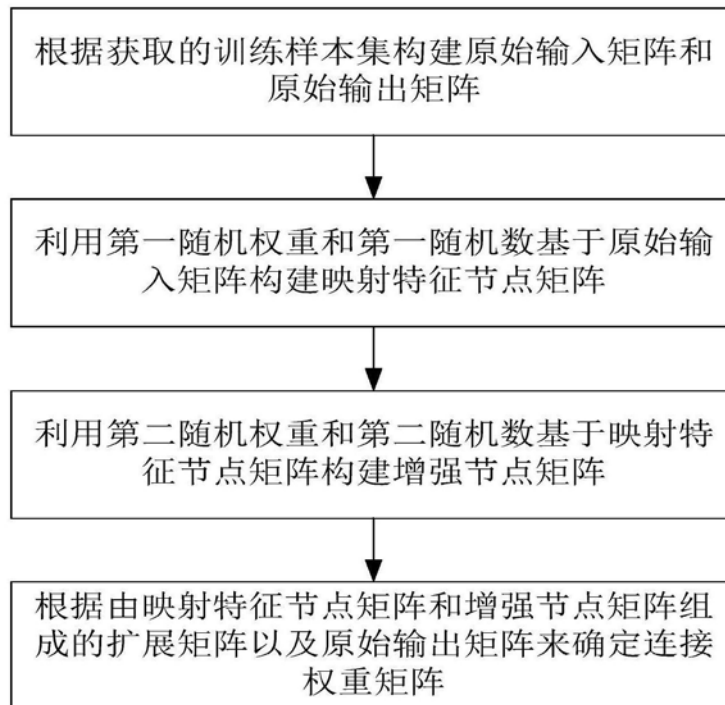 根据获取的训练样本集构建原始输入矩阵和
原始输出矩阵
利用第一随机权重和第一随机数基于原始输
入矩阵构建映射特征节点矩阵
利用第二随机权重和第二随机数基于映射特
征节点矩阵构建增强节点矩阵
根据由映射特征节点矩阵和增强节点矩阵组
成的扩展矩阵以及原始输出矩阵来确定连接
权重矩阵